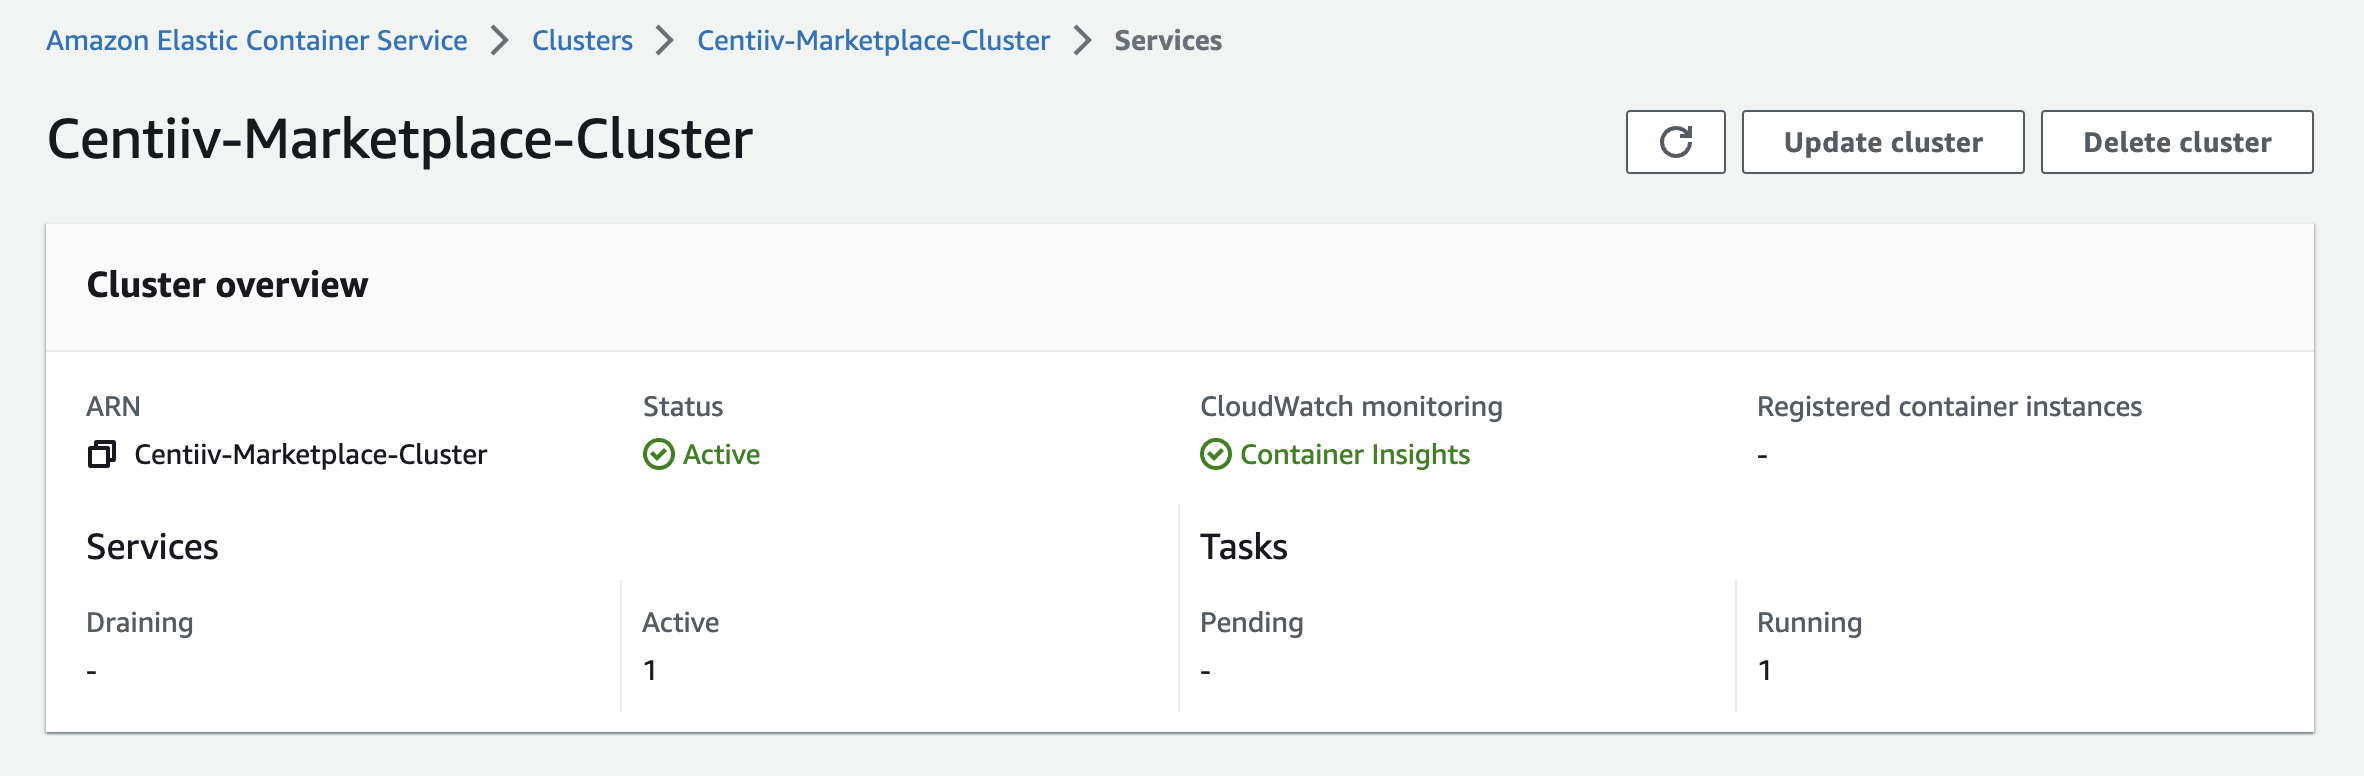 Amazon Elastic Container Service > Clusters > Centiiv-Marketplace-Cluster > Services
Centiiv-Marketplace-Cluster
Update cluster
Delete cluster
Cluster overview
ARN
Centiiv-Marketplace-Cluster
Status
Active
CloudWatch monitoring
Container Insights
Registered container instances
-
Services
Draining
-
Active
1
Tasks
Pending
-
Running
1